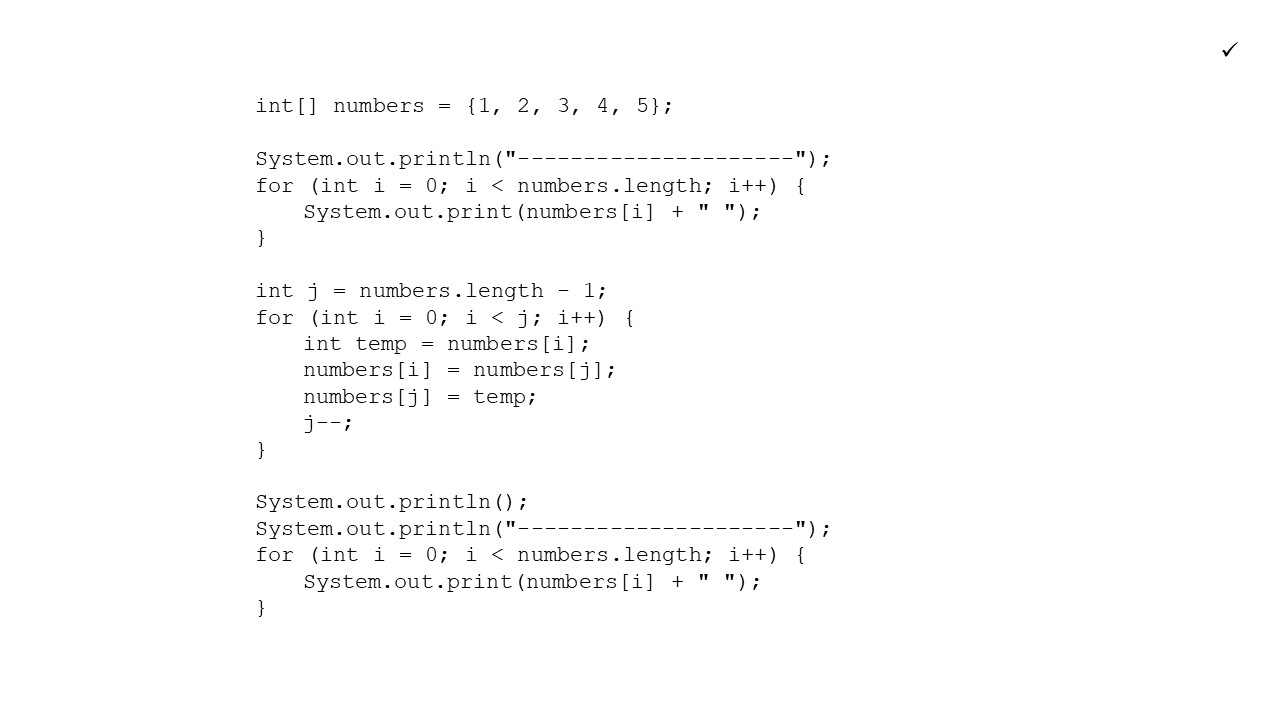 ✓
int[] numbers = {1, 2, 3, 4, 5};
System.out.println("---------------------");
for (int i = 0; i < numbers.length; i++) {
    System.out.print(numbers[i] + " ");
}
int j = numbers.length - 1;
for (int i = 0; i < j; i++) {
    int temp = numbers[i];
    numbers[i] = numbers[j];
    numbers[j] = temp;
    j--;
}
System.out.println();
System.out.println("---------------------");
for (int i = 0; i < numbers.length; i++) {
    System.out.print(numbers[i] + " ");
}